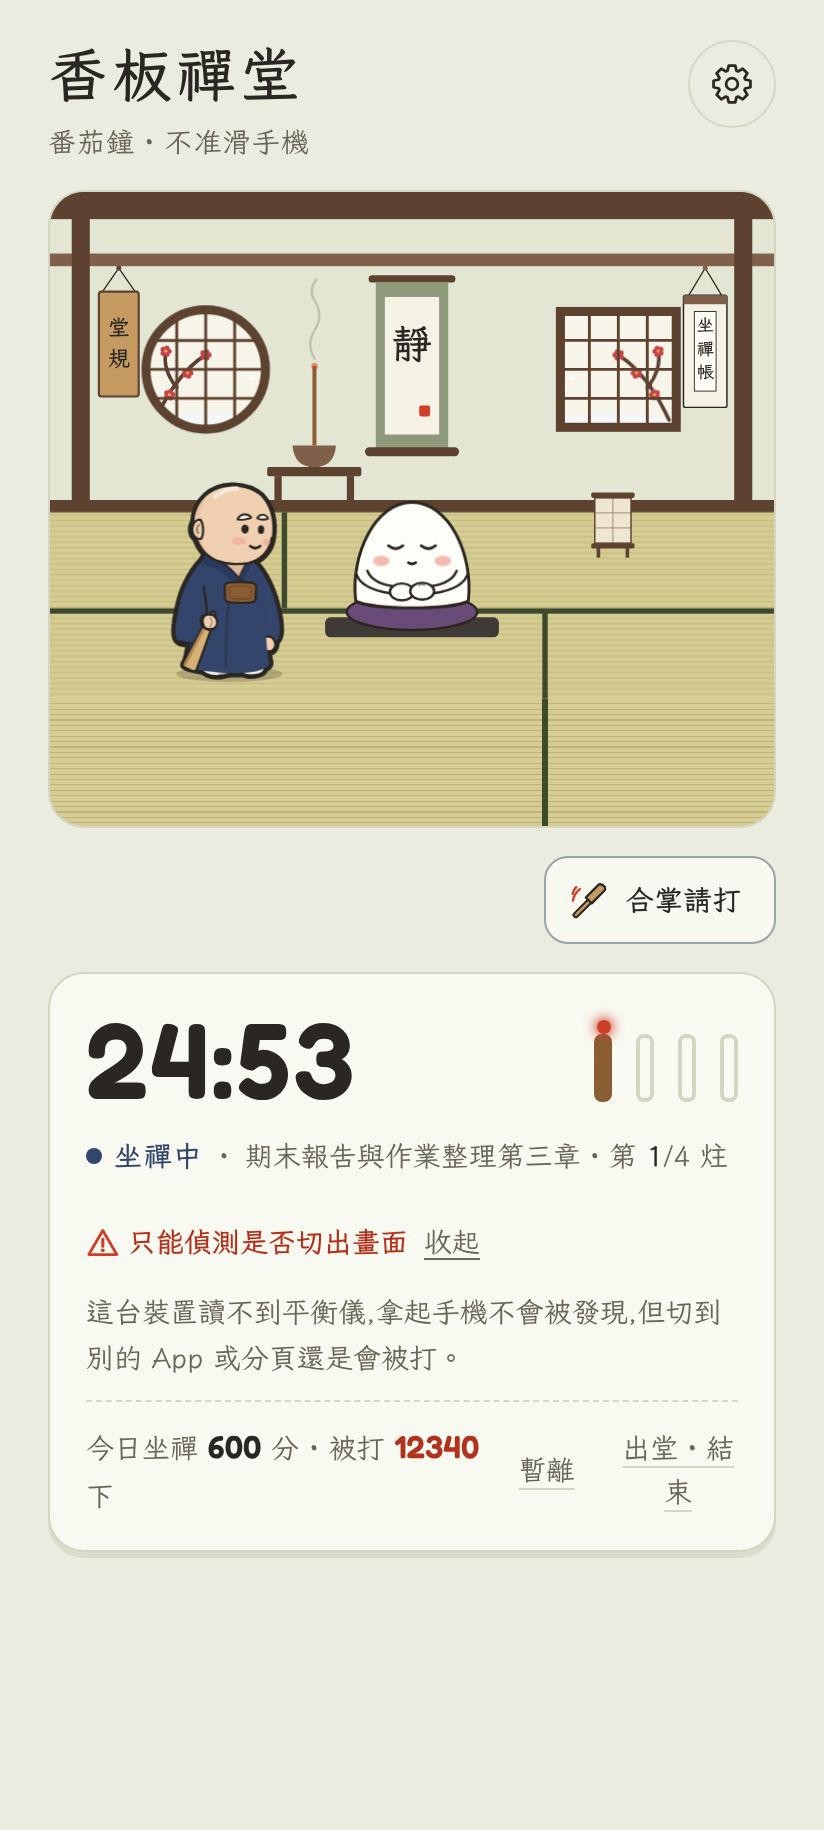 香板禪堂
番茄鐘・不准滑手機
堂規
靜
坐禪帳
合掌請打
24:53
坐禪中 ・ 期末報告與作業整理第三章・第 1/4 炷
只能偵測是否切出畫面 收起
這台裝置讀不到平衡儀,拿起手機不會被發現,但切到
別的 App 或分頁還是會被打。
今日坐禪 600 分・被打 12340
下
暫離
出堂・結
束